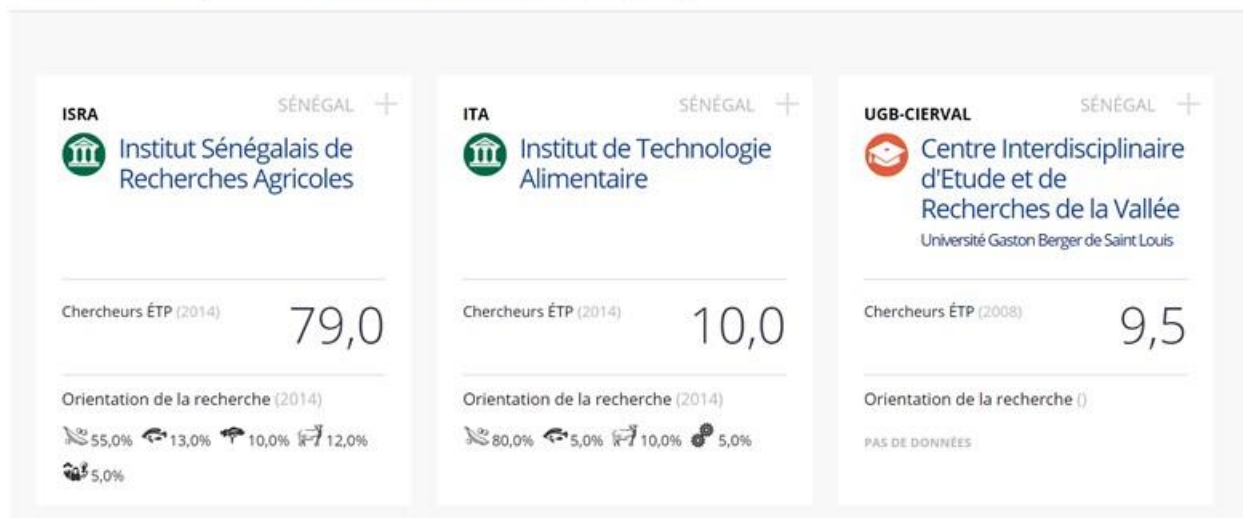 ISRA
SÉNÉGAL
Institut Sénégalais de
Recherches Agricoles
Chercheurs ÉTP (2014)
79,0
Orientation de la recherche (2014)
55,0% 13,0% 10,0% 12,0%
5,0%
ITA
SÉNÉGAL
Institut de Technologie
Alimentaire
Chercheurs ÉTP (2014)
10,0
Orientation de la recherche (2014)
80,0% 5,0% 10,0% 5,0%
UGB-CIERVAL
SÉNÉGAL
Centre Interdisciplinaire
d'Etude et de
Recherches de la Vallée
Université Gaston Berger de Saint Louis
Chercheurs ÉTP (2008)
9,5
Orientation de la recherche ()
PAS DE DONNÉES